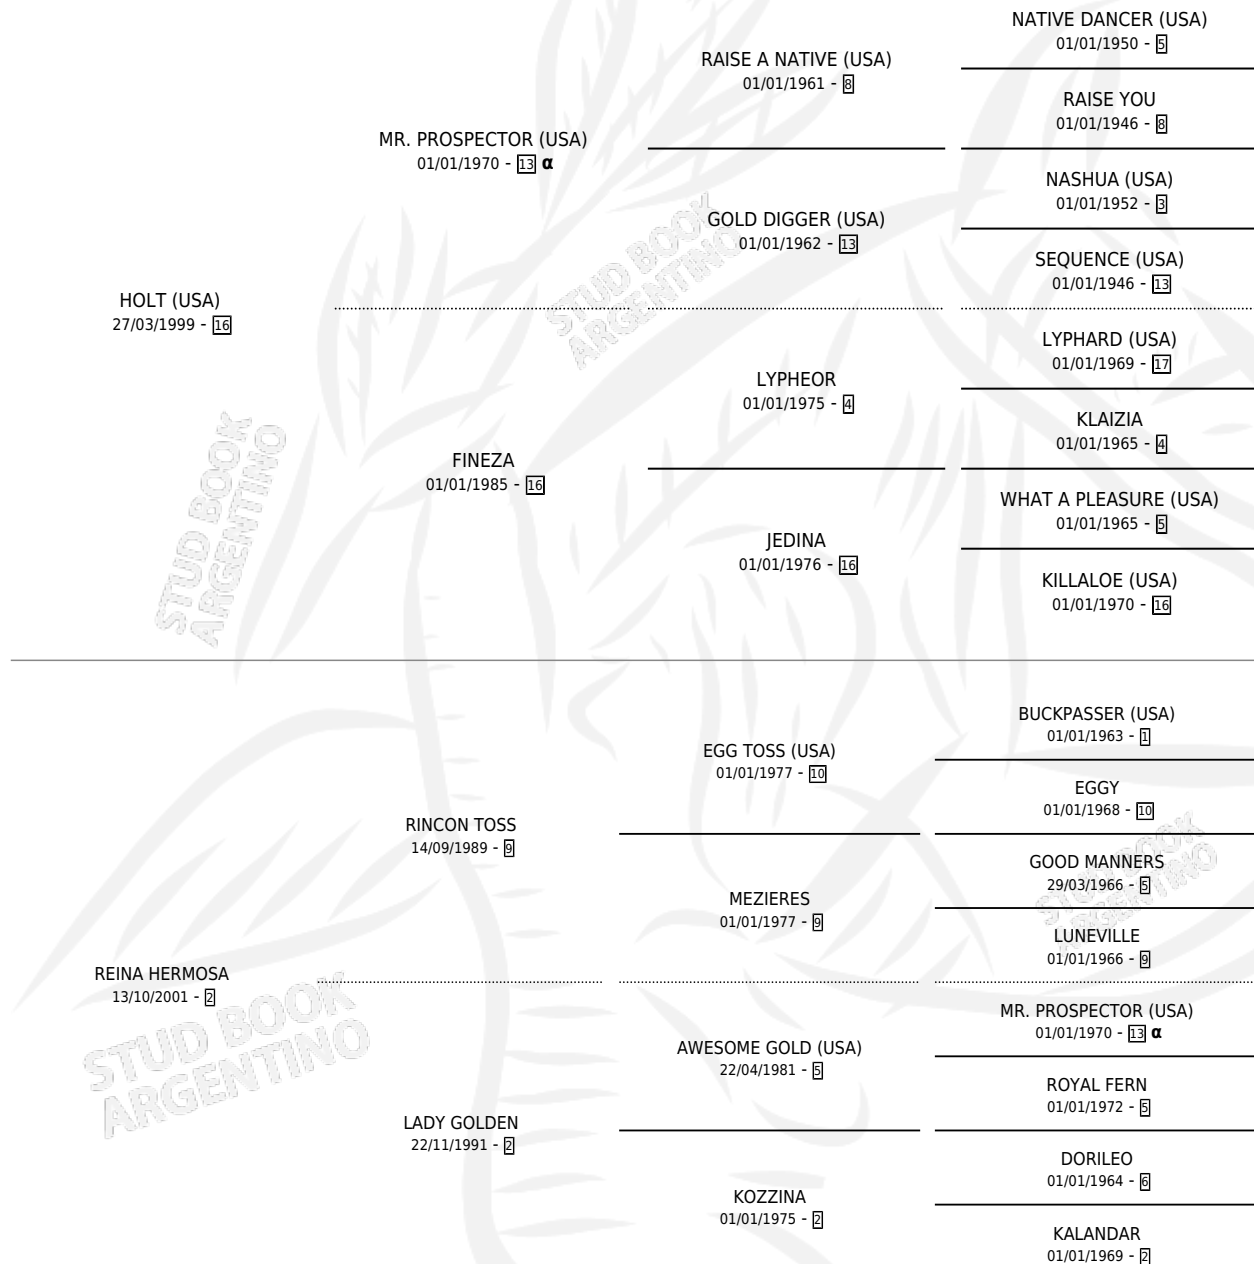 NATIVE DANCER (USA)
01/01/1950 - 5
RAISE A NATIVE (USA)
01/01/1961 - 8
RAISE YOU
01/01/1946 - 8
MR. PROSPECTOR (USA)
01/01/1970 - 13 α
NASHUA (USA)
01/01/1952 - 3
GOLD DIGGER (USA)
01/01/1962 - 13
SEQUENCE (USA)
01/01/1946 - 13
HOLT (USA)
27/03/1999 - 16
STUD BOOK
ARGENTINO
LYPHARD (USA)
01/01/1969 - 17
LYPHEOR
01/01/1975 - 4
KLAIZIA
01/01/1965 - 4
FINEZA
01/01/1985 - 16
WHAT A PLEASURE (USA)
01/01/1965 - 5
JEDINA
01/01/1976 - 16
KILLALOE (USA)
01/01/1970 - 16
STUD BOOK
ARGENTINO
BUCKPASSER (USA)
01/01/1963 - 1
EGG TOSS (USA)
01/01/1977 - 10
EGGY
01/01/1968 - 10
RINCON TOSS
14/09/1989 - 9
GOOD MANNERS
29/03/1966 - 5
STUD BOOK
ARGENTINO
MEZIERES
01/01/1977 - 9
LUNEVILLE
01/01/1966 - 9
REINA HERMOSA
13/10/2001 - 2
STUD BOOK
ARGENTINO
MR. PROSPECTOR (USA)
01/01/1970 - 13 α
AWESOME GOLD (USA)
22/04/1981 - 5
ROYAL FERN
01/01/1972 - 5
LADY GOLDEN
22/11/1991 - 2
DORILEO
01/01/1964 - 6
KOZZINA
01/01/1975 - 2
KALANDAR
01/01/1969 - 2